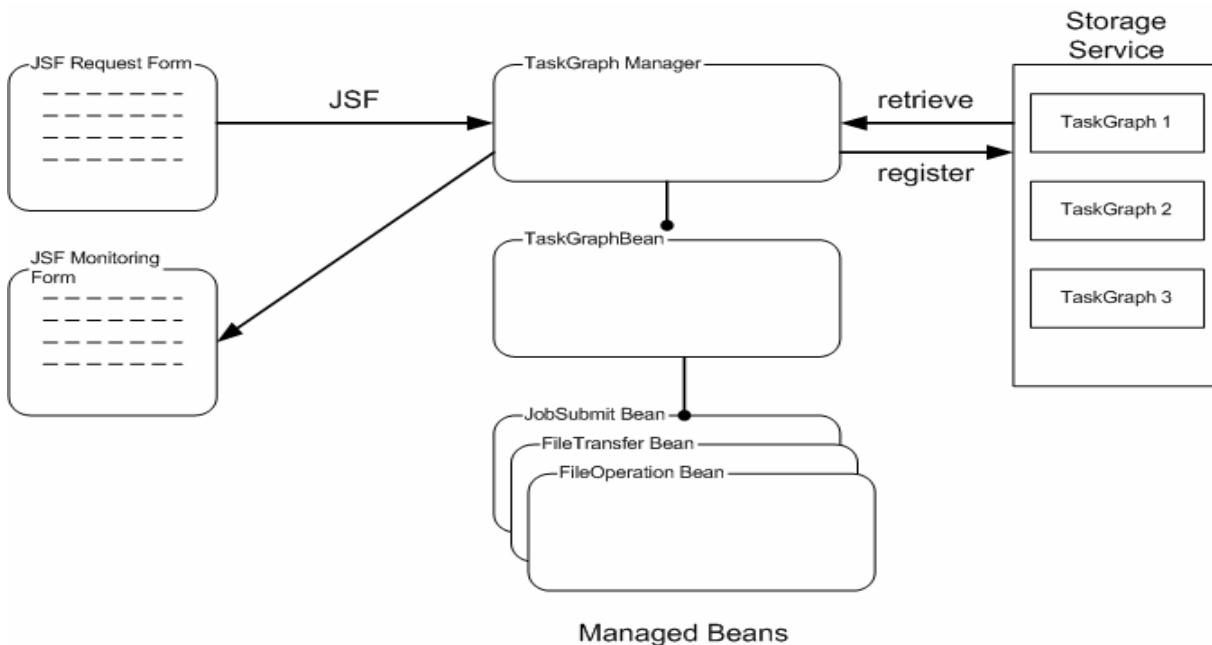 Storage
Service
JSF Request Form
TaskGraph Manager
JSF
retrieve
TaskGraph 1
register
TaskGraph 2
TaskGraphBean
JSF Monitoring
Form
TaskGraph 3
JobSubmit Bean
FileTransfer Bean
FileOperation Bean
Managed Beans